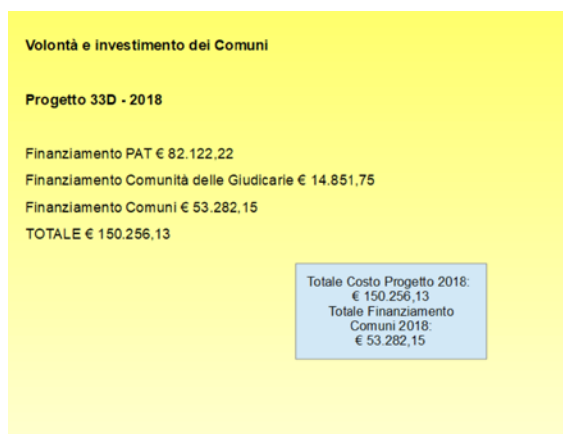 Volontà e investimento dei Comuni
Progetto 33D - 2018
Finanziamento PAT € 82.122,22
Finanziamento Comunità delle Giudicarie € 14.851,75
Finanziamento Comuni € 53.282,15
TOTALE € 150.256,13
Totale Costo Progetto 2018:
€ 150.256,13
Totale Finanziamento
Comuni 2018:
€ 53.282,15